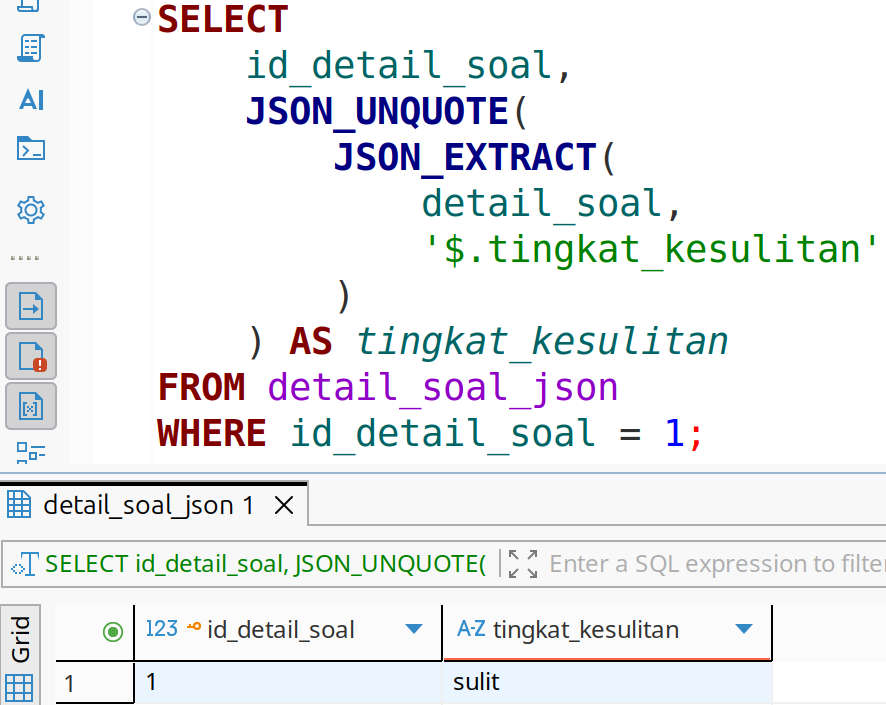 SELECT
id_detail_soal,
JSON_UNQUOTE(
JSON_EXTRACT(
detail_soal,
'$.tingkat_kesulitan'
)
) AS tingkat_kesulitan
FROM detail_soal_json
WHERE id_detail_soal = 1;
AI
detail_soal_json 1
SELECT id_detail_soal, JSON_UNQUOTE( Enter a SQL expression to filter
Grid
123 id_detail_soal A-Z tingkat_kesulitan
1 1 sulit